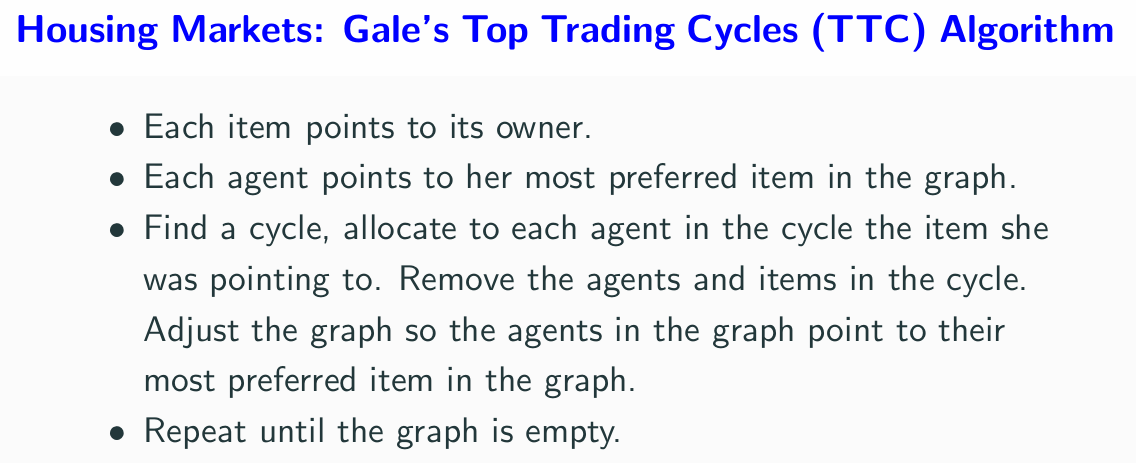 Housing Markets: Gale's Top Trading Cycles (TTC) Algorithm
• Each item points to its owner.
• Each agent points to her most preferred item in the graph.
• Find a cycle, allocate to each agent in the cycle the item she
was pointing to. Remove the agents and items in the cycle.
Adjust the graph so the agents in the graph point to their
most preferred item in the graph.
• Repeat until the graph is empty.